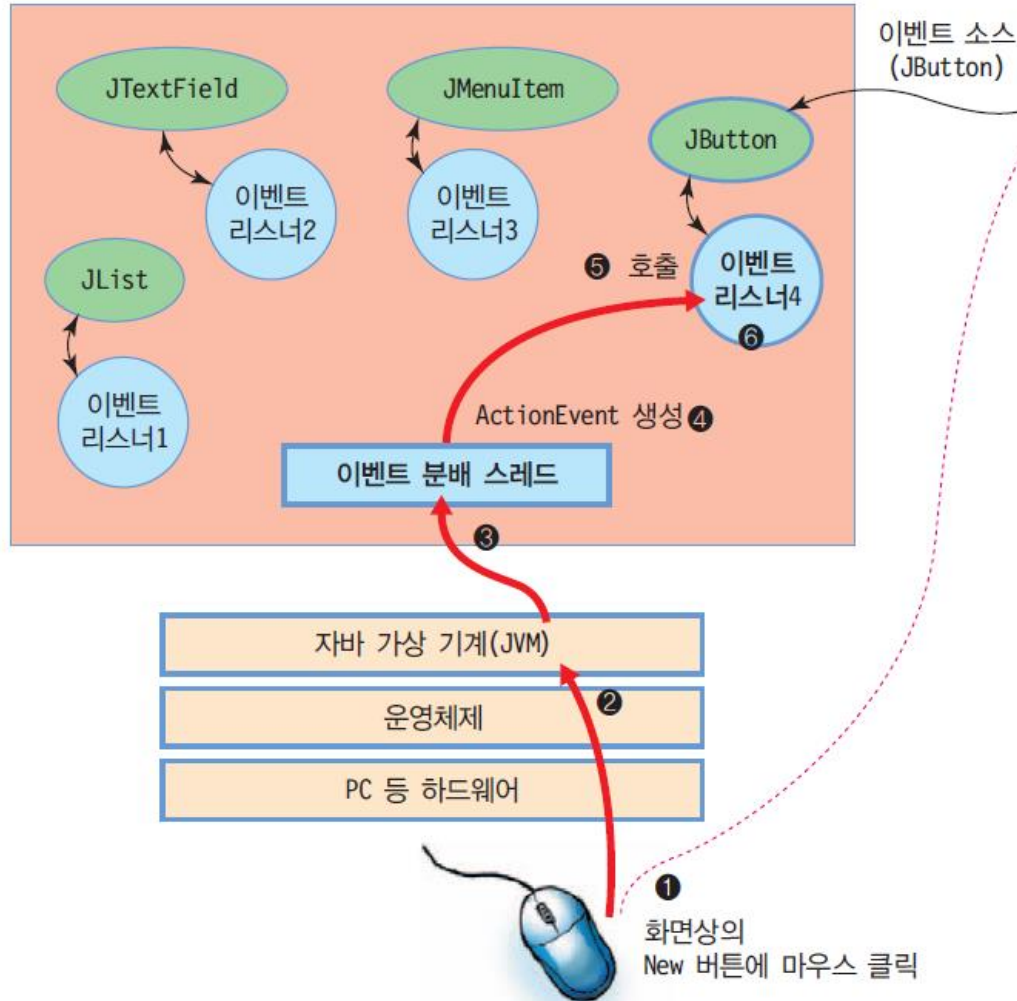 이벤트 소스
(JButton)
JTextField
JMenuItem
JButton
이벤트
리스너2
이벤트
리스너3
JList
❺ 호출
이벤트
리스너4
❻
이벤트
리스너1
ActionEvent 생성❹
이벤트 분배 스레드
❸
자바 가상 기계(JVM)
❷
운영체제
PC 등 하드웨어
❶
화면상의
New 버튼에 마우스 클릭